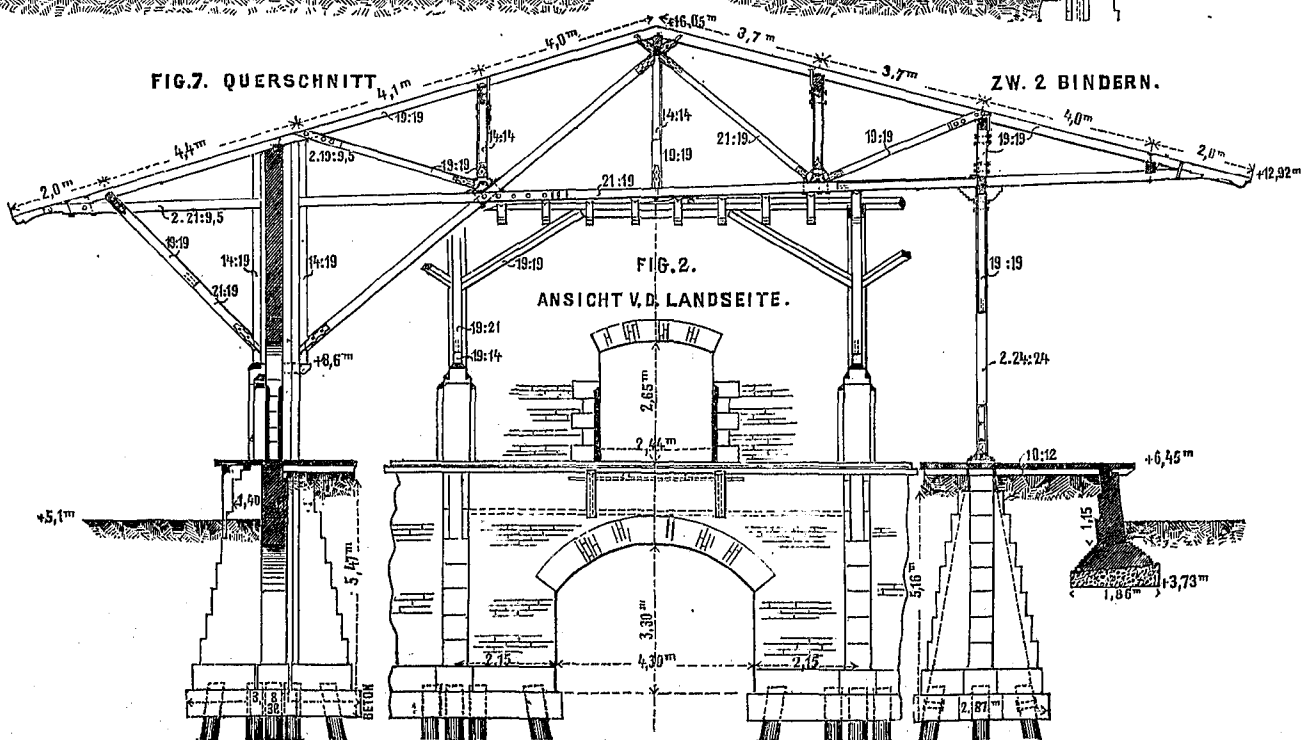 +16,05m
4,0m
3,7m
FIG.7. QUERSCHNITT
4,1m
3,7m
ZW. 2 BINDERN.
19:19
4,0m
4,4m
14:14
14:14
21:19
19:19
19:19
2.19:9,5
19:19
19:19
2,0m
2,0m
21:19
+12,92m
2.21:9,5
19:19
14:19
14:19
19:19
FIG.2.
19:19
21:19
ANSICHT V. D. LANDSEITE.
19:21
19:14
+8,6m
2.24:24
2,65m
2,44m
10:12
+6,45m
1,40
+5,1m
1,15
5,47m
5,16m
+3,73m
1,86m
3,30m
2,15
4,30m
2,15
BETON
2,87m